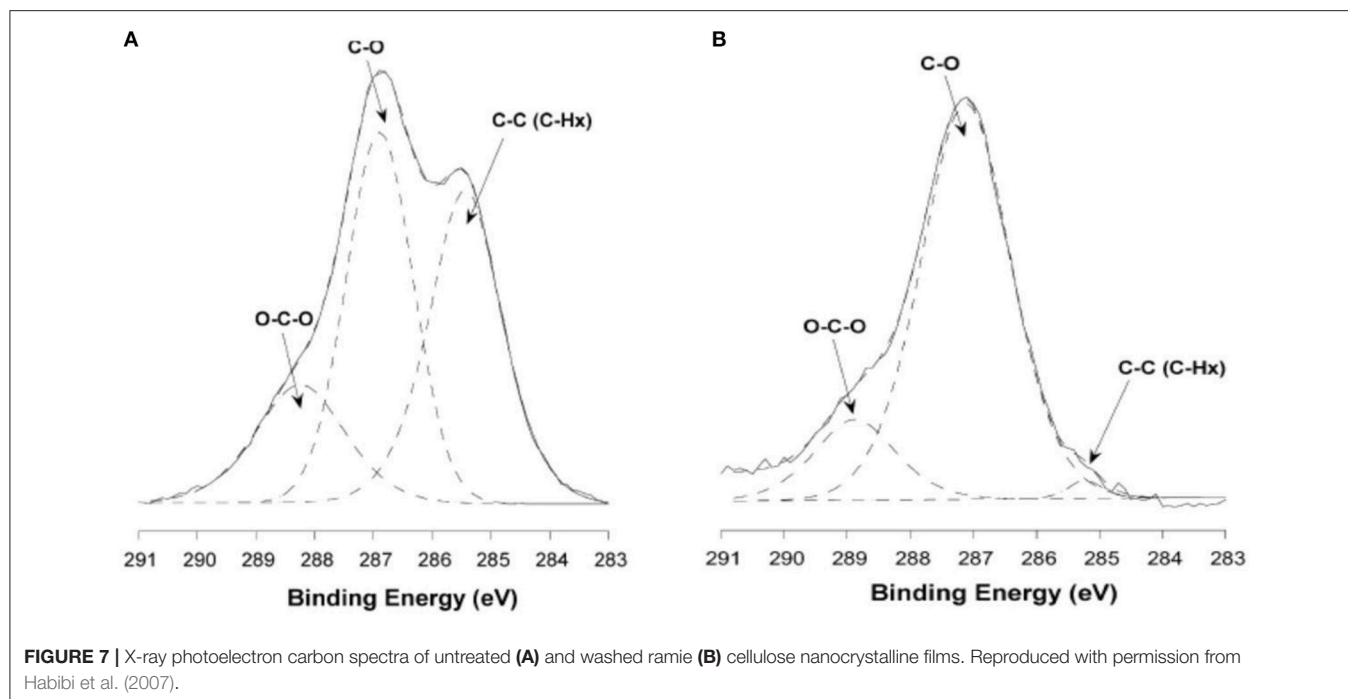 A
C-O
C-C (C-Hx)
O-C-O
291 290 289 288 287 286 285 284 283
Binding Energy (eV)
B
C-O
O-C-O
C-C (C-Hx)
291 290 289 288 287 286 285 284 283
Binding Energy (eV)
FIGURE 7 | X-ray photoelectron carbon spectra of untreated (A) and washed ramie (B) cellulose nanocrystalline films. Reproduced with permission from
Habibi et al. (2007).